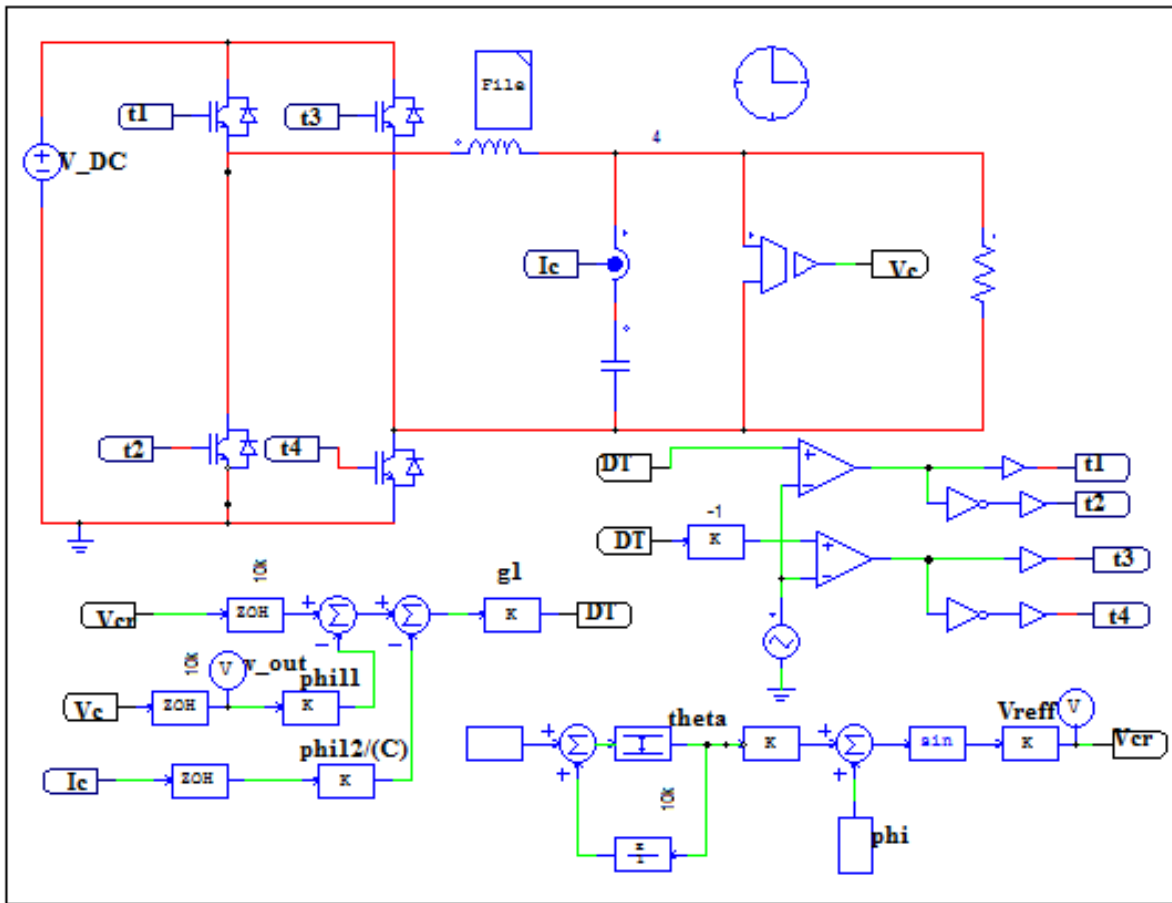 File
t1
t3
4
V_DC
Ic
Vc
t2
t4
DT
t1
t2
-1
DT
K
t3
t4
10k
g1
Vcr
ZOH
K
DT
10k
v_out
V
phi11
Vc
ZOH
K
phi12/(C)
Ic
ZOH
K
theta
K
sin
Vreff
V
K
Vcr
10k
phi